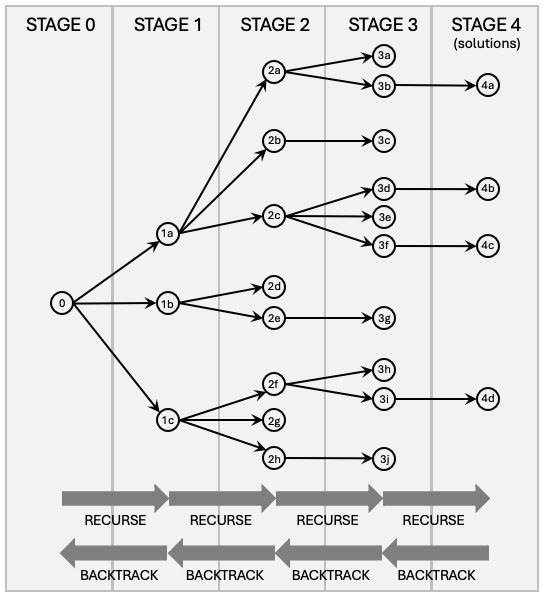 STAGE 0 STAGE 1 STAGE 2 STAGE 3 STAGE 4
(solutions)
3a
2a
3b 4a
2b 3c
3d 4b
2c 3e
1a
3f 4c
2d
0 1b
2e 3g
3h
2f
3i 4d
1c 2g
2h 3j
RECURSE RECURSE RECURSE RECURSE
BACKTRACK BACKTRACK BACKTRACK BACKTRACK